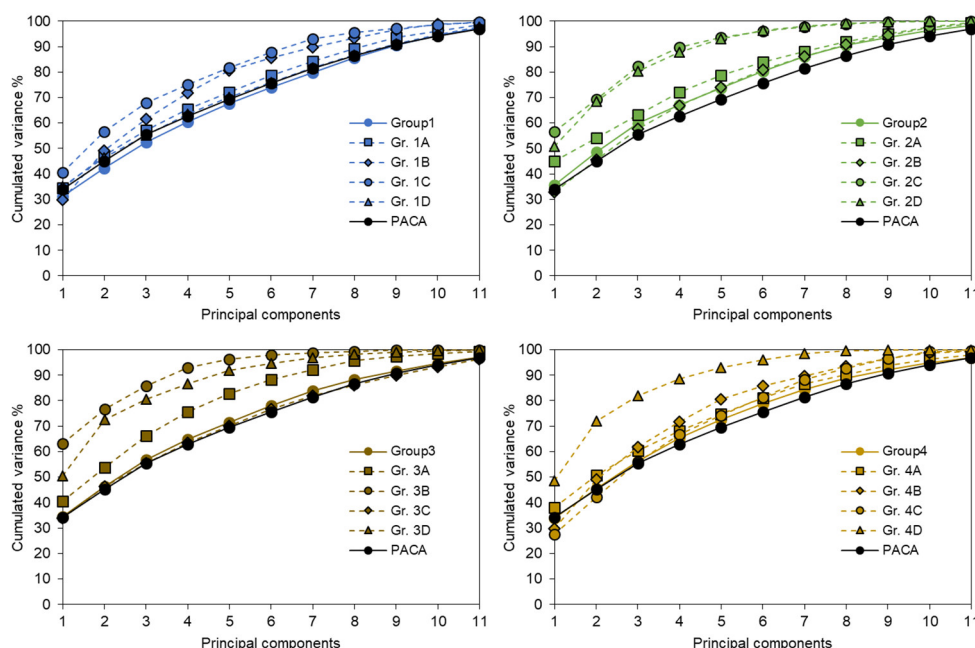 Cumulated variance %
100
90
80
70
60
50
40
30
20
10
0
1 2 3 4 5 6 7 8 9 10 11
Principal components
Group1
Gr. 1A
Gr. 1B
Gr. 1C
Gr. 1D
PACA
Cumulated variance %
100
90
80
70
60
50
40
30
20
10
0
1 2 3 4 5 6 7 8 9 10 11
Principal components
Group2
Gr. 2A
Gr. 2B
Gr. 2C
Gr. 2D
PACA
Cumulated variance %
100
90
80
70
60
50
40
30
20
10
0
1 2 3 4 5 6 7 8 9 10 11
Principal components
Group3
Gr. 3A
Gr. 3B
Gr. 3C
Gr. 3D
PACA
Cumulated variance %
100
90
80
70
60
50
40
30
20
10
0
1 2 3 4 5 6 7 8 9 10 11
Principal components
Group4
Gr. 4A
Gr. 4B
Gr. 4C
Gr. 4D
PACA